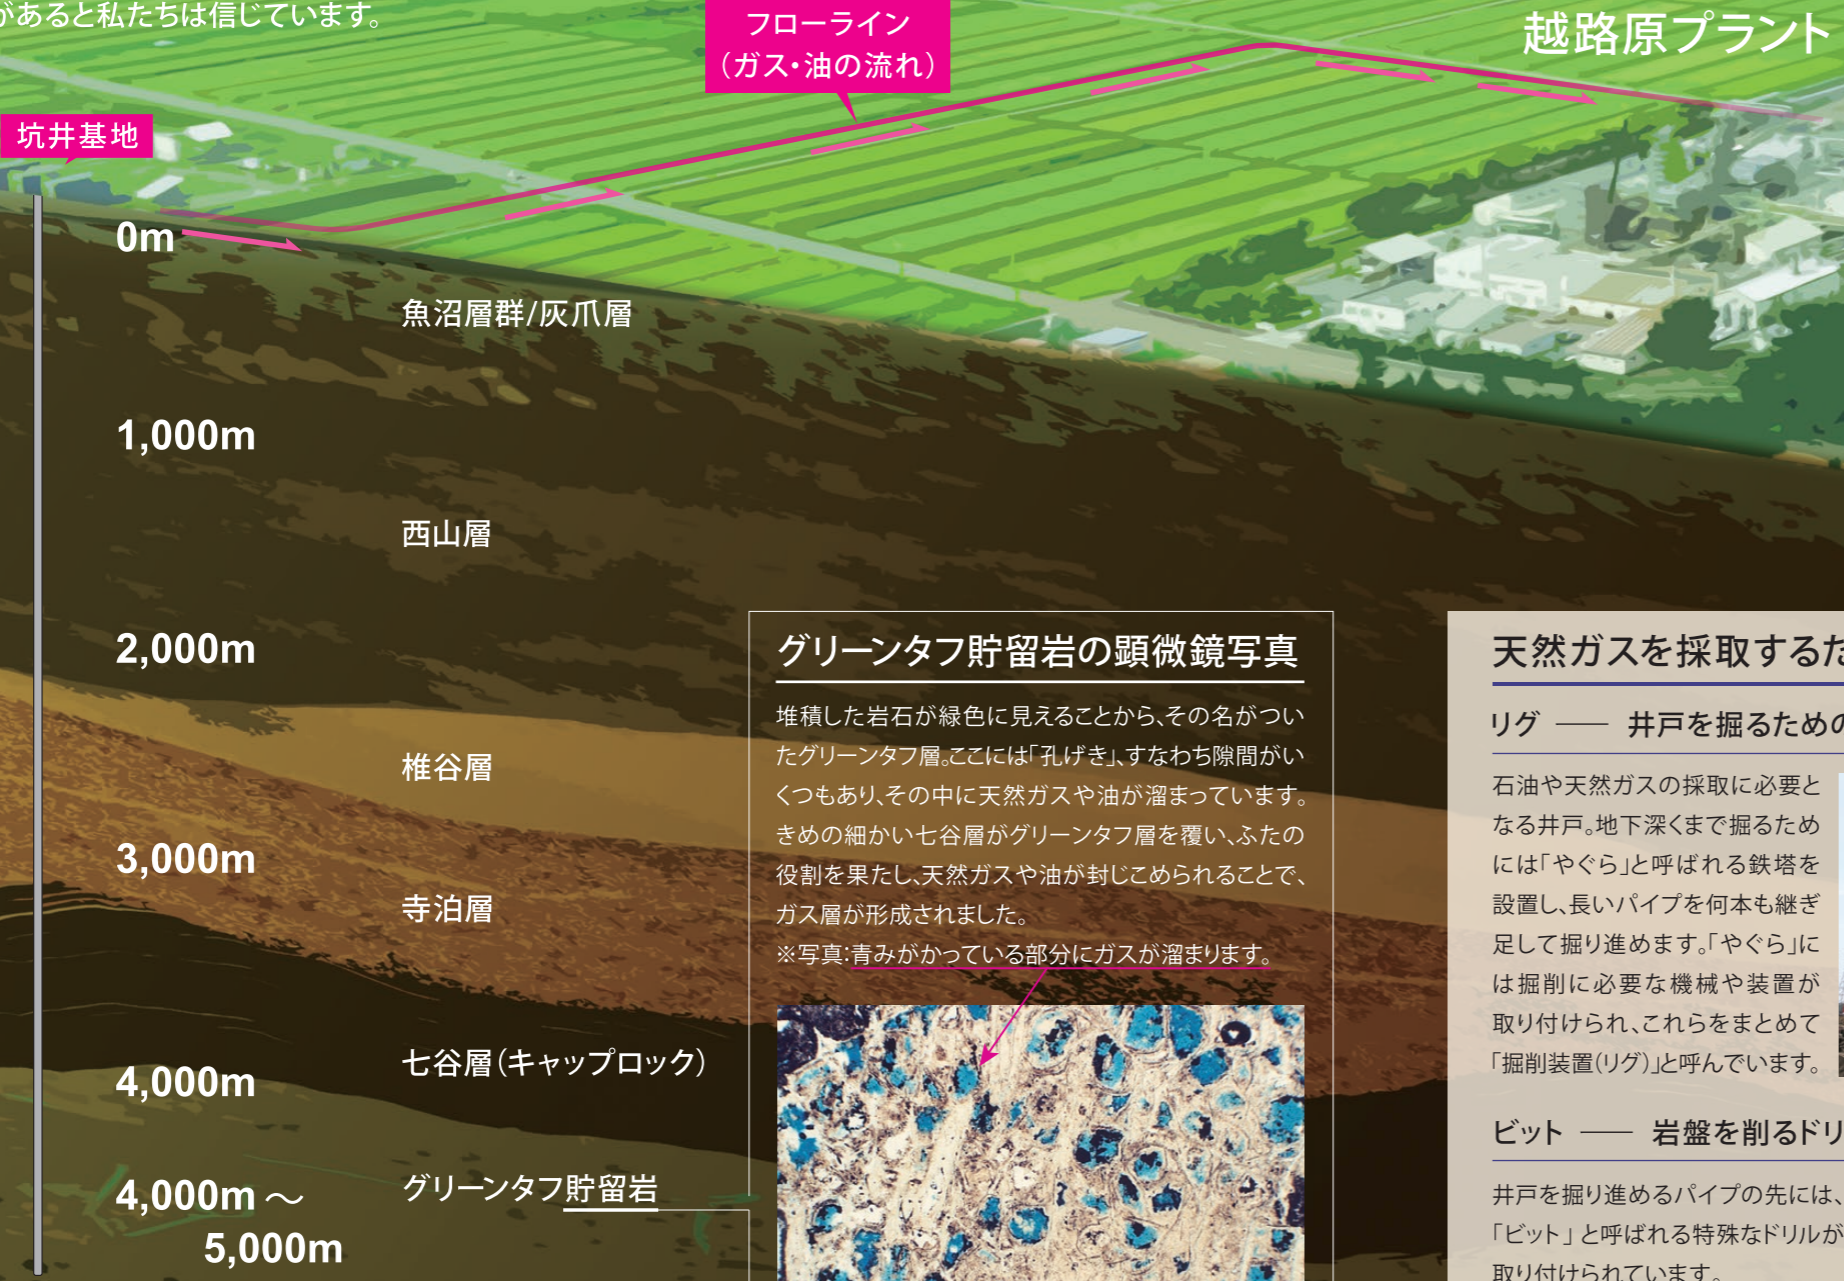 があると私たちは信じています。
フローライン
（ガス・油の流れ）
越路原プラント
坑井基地
0m
魚沼層群/灰爪層
1,000m
西山層
2,000m
椎谷層
3,000m
寺泊層
七谷層（キャップロック）
4,000m
4,000m ～
5,000m
グリーンタフ貯留岩
グリーンタフ貯留岩の顕微鏡写真
堆積した岩石が緑色に見えることから、その名がつい
たグリーンタフ層。ここには「孔げき」、すなわち隙間がい
くつもあり、その中に天然ガスや油が溜まっています。
きめの細かい七谷層がグリーンタフ層を覆い、ふたの
役割を果たし、天然ガスや油が封じこめられることで、
ガス層が形成されました。
※写真：青みがかっている部分にガスが溜まります。
天然ガスを採取するた
リグ —— 井戸を掘るための
石油や天然ガスの採取に必要と
なる井戸。地下深くまで掘るため
には「やぐら」と呼ばれる鉄塔を
設置し、長いパイプを何本も継ぎ
足して掘り進めます。「やぐら」に
は掘削に必要な機械や装置が
取り付けられ、これらをまとめて
「掘削装置（リグ）」と呼んでいます。
ビット —— 岩盤を削るドリ
井戸を掘り進めるパイプの先には、
「ビット」と呼ばれる特殊なドリルが
取り付けられています。